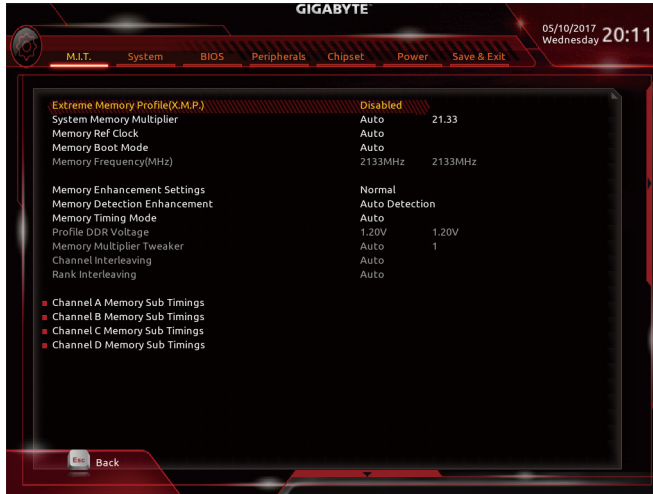 GIGABYTE
05/10/2017 Wednesday 20:11
M.I.T. System BIOS Peripherals Chipset Power Save & Exit
Extreme Memory Profile(X.M.P.) Disabled
System Memory Multiplier Auto 21.33
Memory Ref Clock Auto
Memory Boot Mode Auto
Memory Frequency(MHz) 2133MHz 2133MHz
Memory Enhancement Settings Normal
Memory Detection Enhancement Auto Detection
Memory Timing Mode Auto
Profile DDR Voltage 1.20V 1.20V
Memory Multiplier Tweaker Auto 1
Channel Interleaving Auto
Rank Interleaving Auto
Channel A Memory Sub Timings
Channel B Memory Sub Timings
Channel C Memory Sub Timings
Channel D Memory Sub Timings
Esc Back